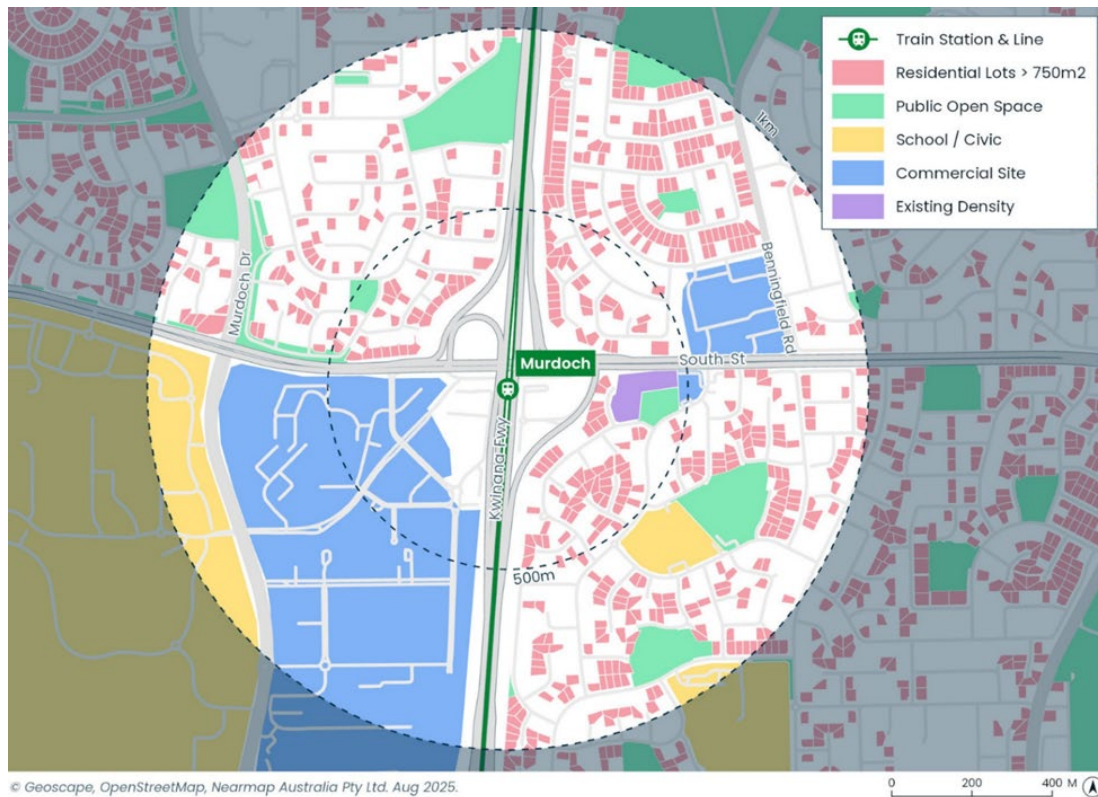 Train Station & Line
Residential Lots > 750m2
Public Open Space
School / Civic
Commercial Site
Existing Density
1km
Murdoch Dr
Benningfield Rd
South St
Murdoch
Kwinana Fwy
500m
© Geoscape, OpenStreetMap, Nearmap Australia Pty Ltd. Aug 2025.
0 200 400 M